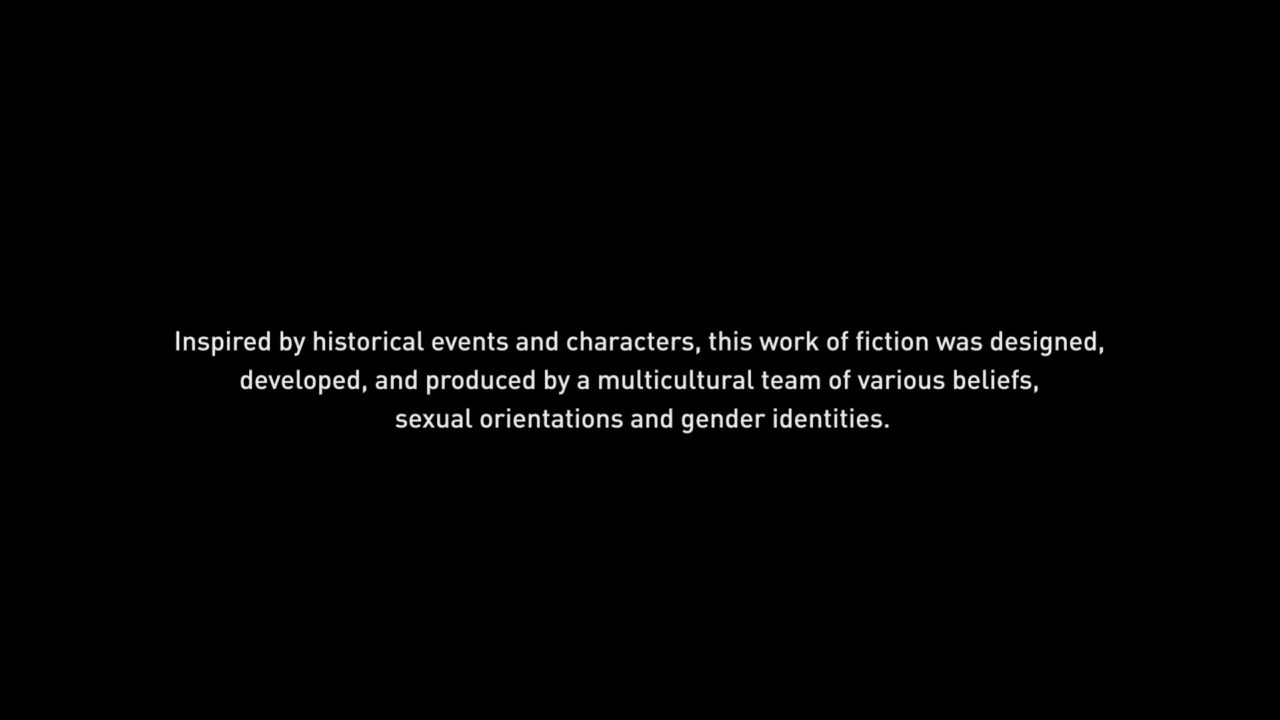 Inspired by historical events and characters, this work of fiction was designed,
developed, and produced by a multicultural team of various beliefs,
sexual orientations and gender identities.